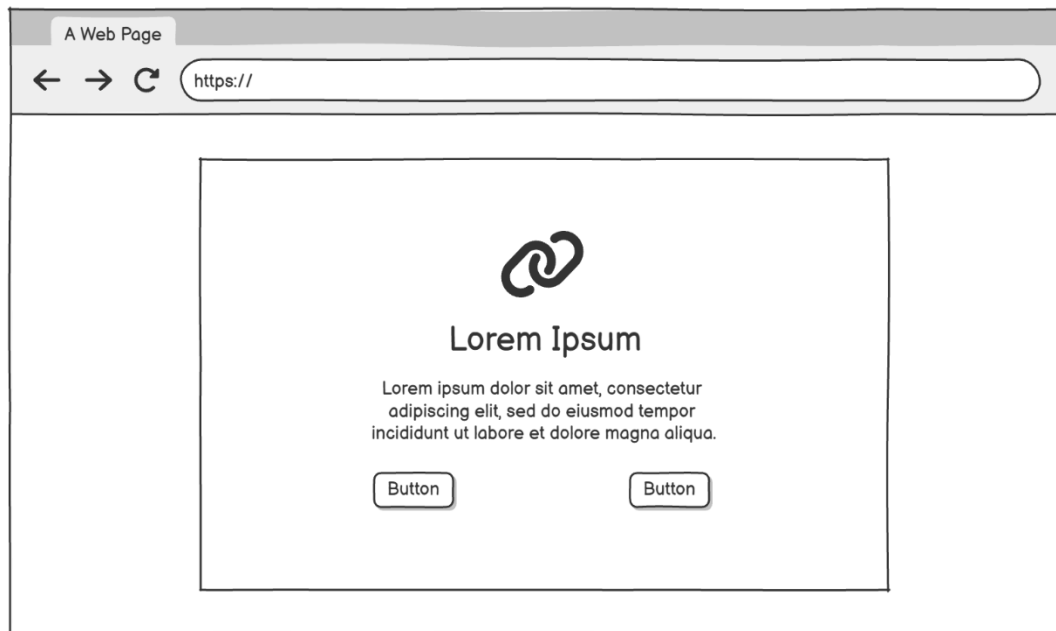 A Web Page
https://
Lorem Ipsum
Lorem ipsum dolor sit amet, consectetur
adipiscing elit, sed do eiusmod tempor
incididunt ut labore et dolore magna aliqua.
Button Button